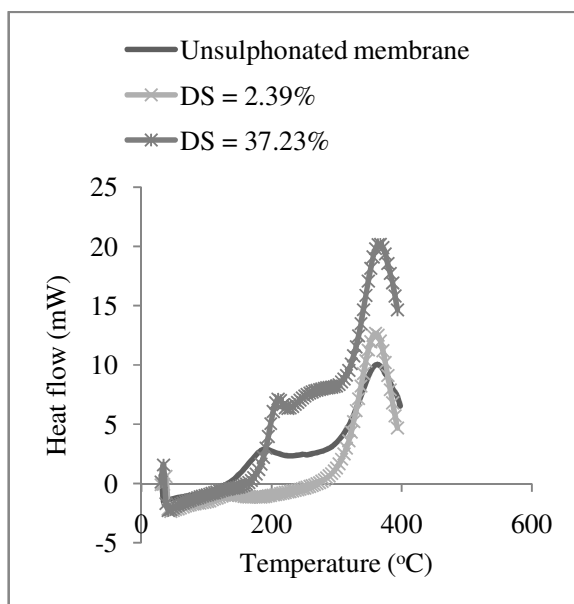 Unsulphonated membrane
DS = 2.39%
DS = 37.23%
25
20
15
10
5
0
-5
0
200
400
600
Heat flow (mW)
Temperature (°C)